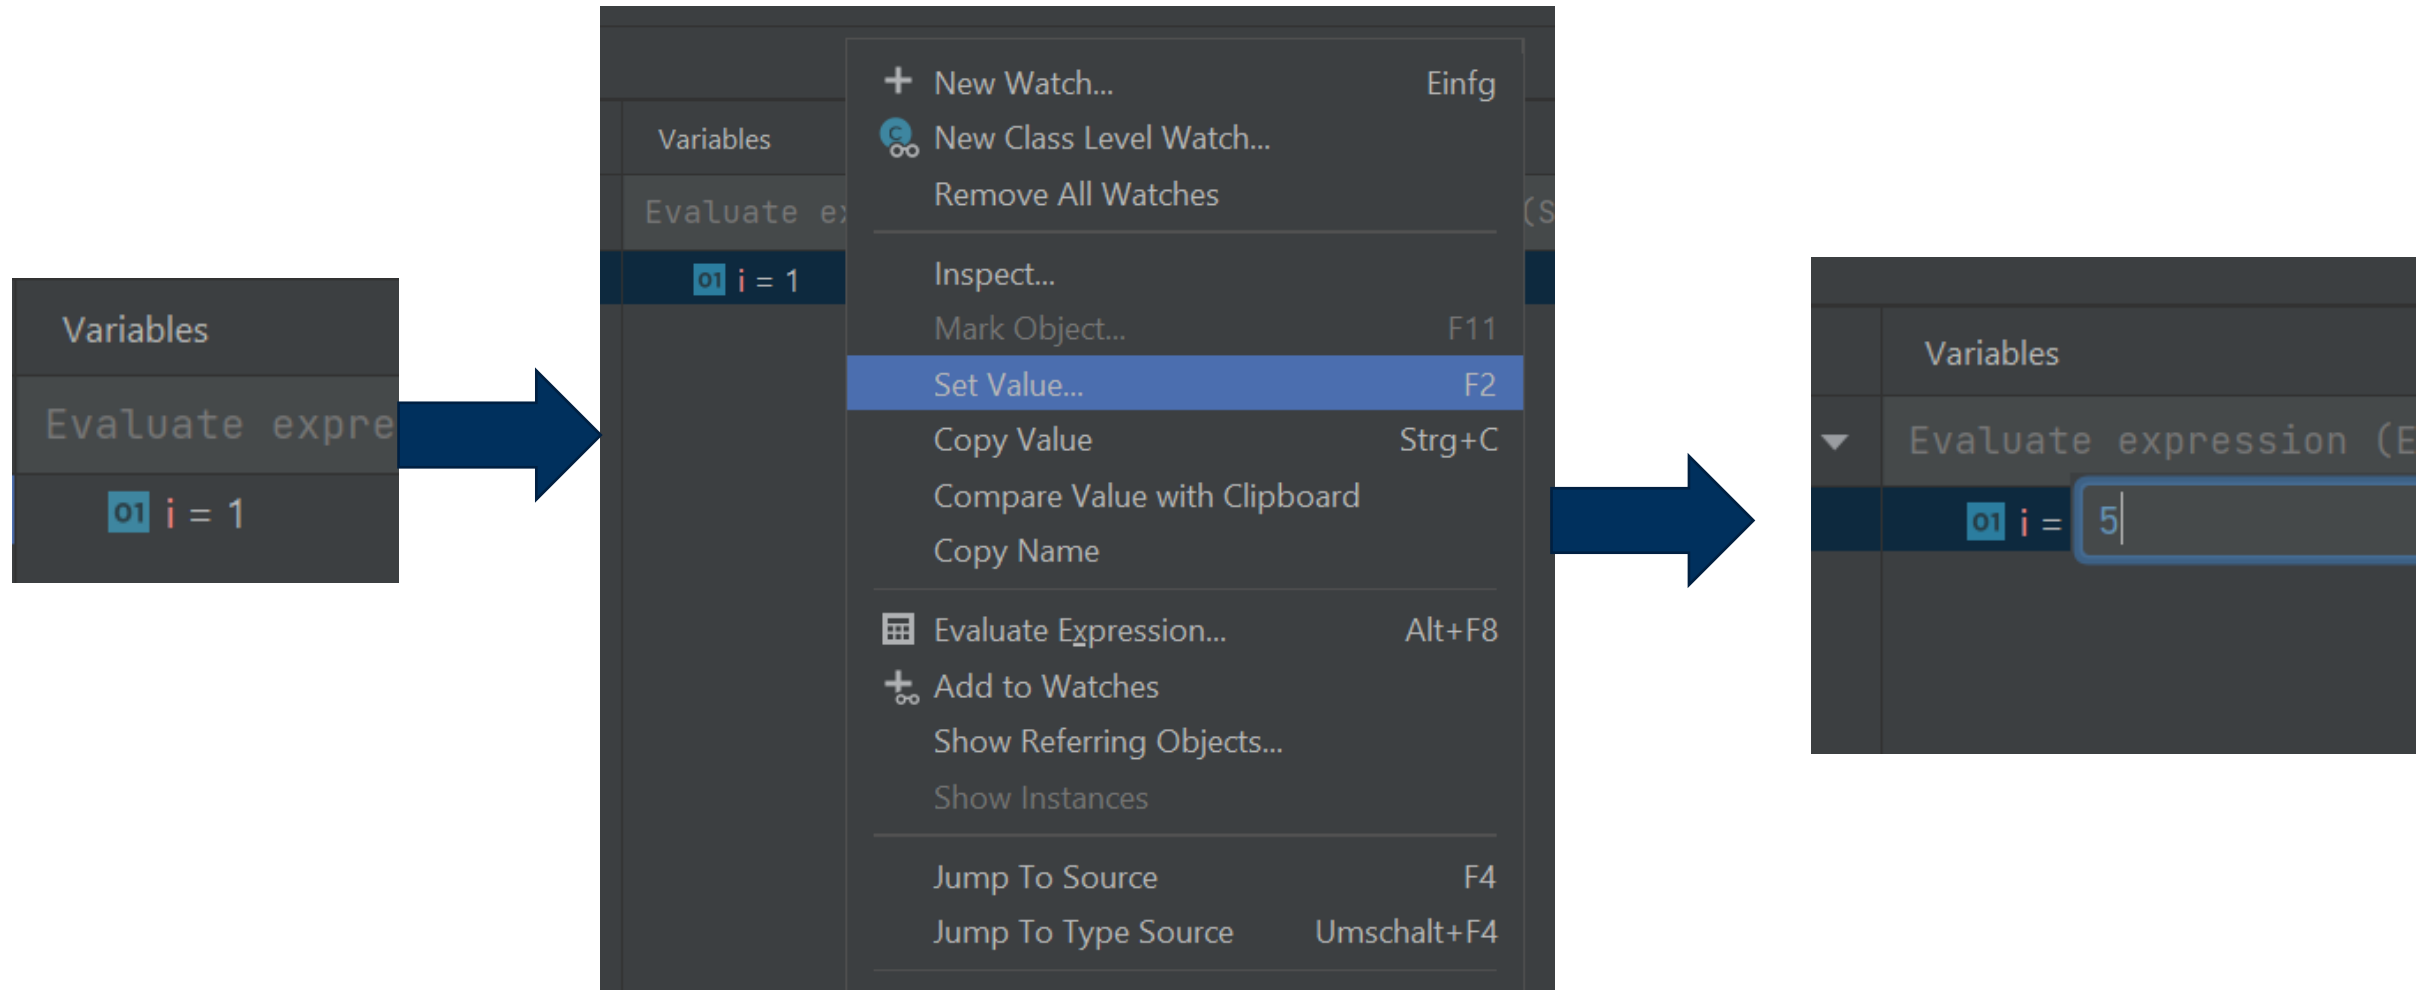 Variables
Evaluate expre
01 i = 1
Variables
Evaluate ex
(S
01 i = 1
New Watch... Einfg
C New Class Level Watch...
Remove All Watches
Inspect...
Mark Object... F11
Set Value... F2
Copy Value Strg+C
Compare Value with Clipboard
Copy Name
Evaluate Expression... Alt+F8
Add to Watches
Show Referring Objects...
Show Instances
Jump To Source F4
Jump To Type Source Umschalt+F4
Variables
Evaluate expression (E
01 i = 5